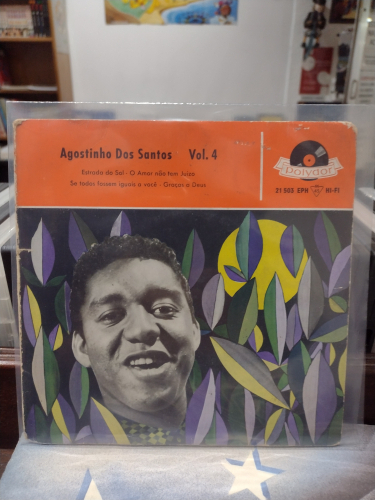 Agostinho Dos Santos Vol. 4
Estrada do Sol - O Amor não tem Juizo
Se todos fossem iguais a você - Graças a Deus
Polydor
21 503 EPH HI-FI